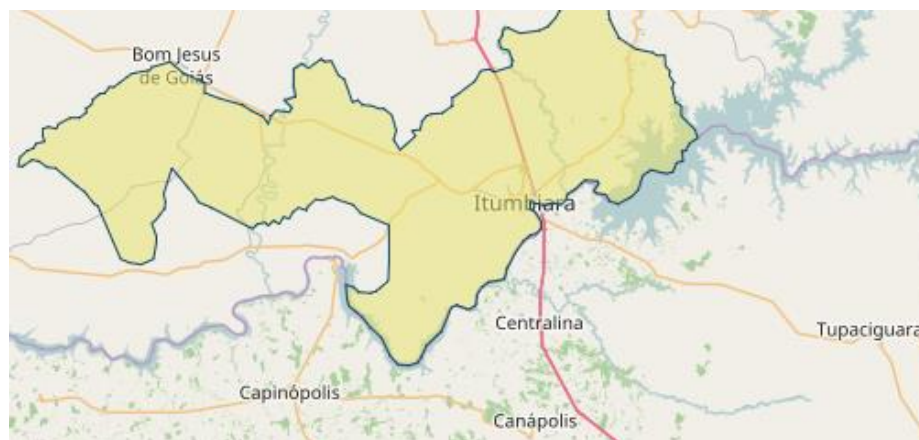 Bom Jesus
de Goiás
Itumbiara
Centralina
Tupaciguara
Capinópolis
Canápolis